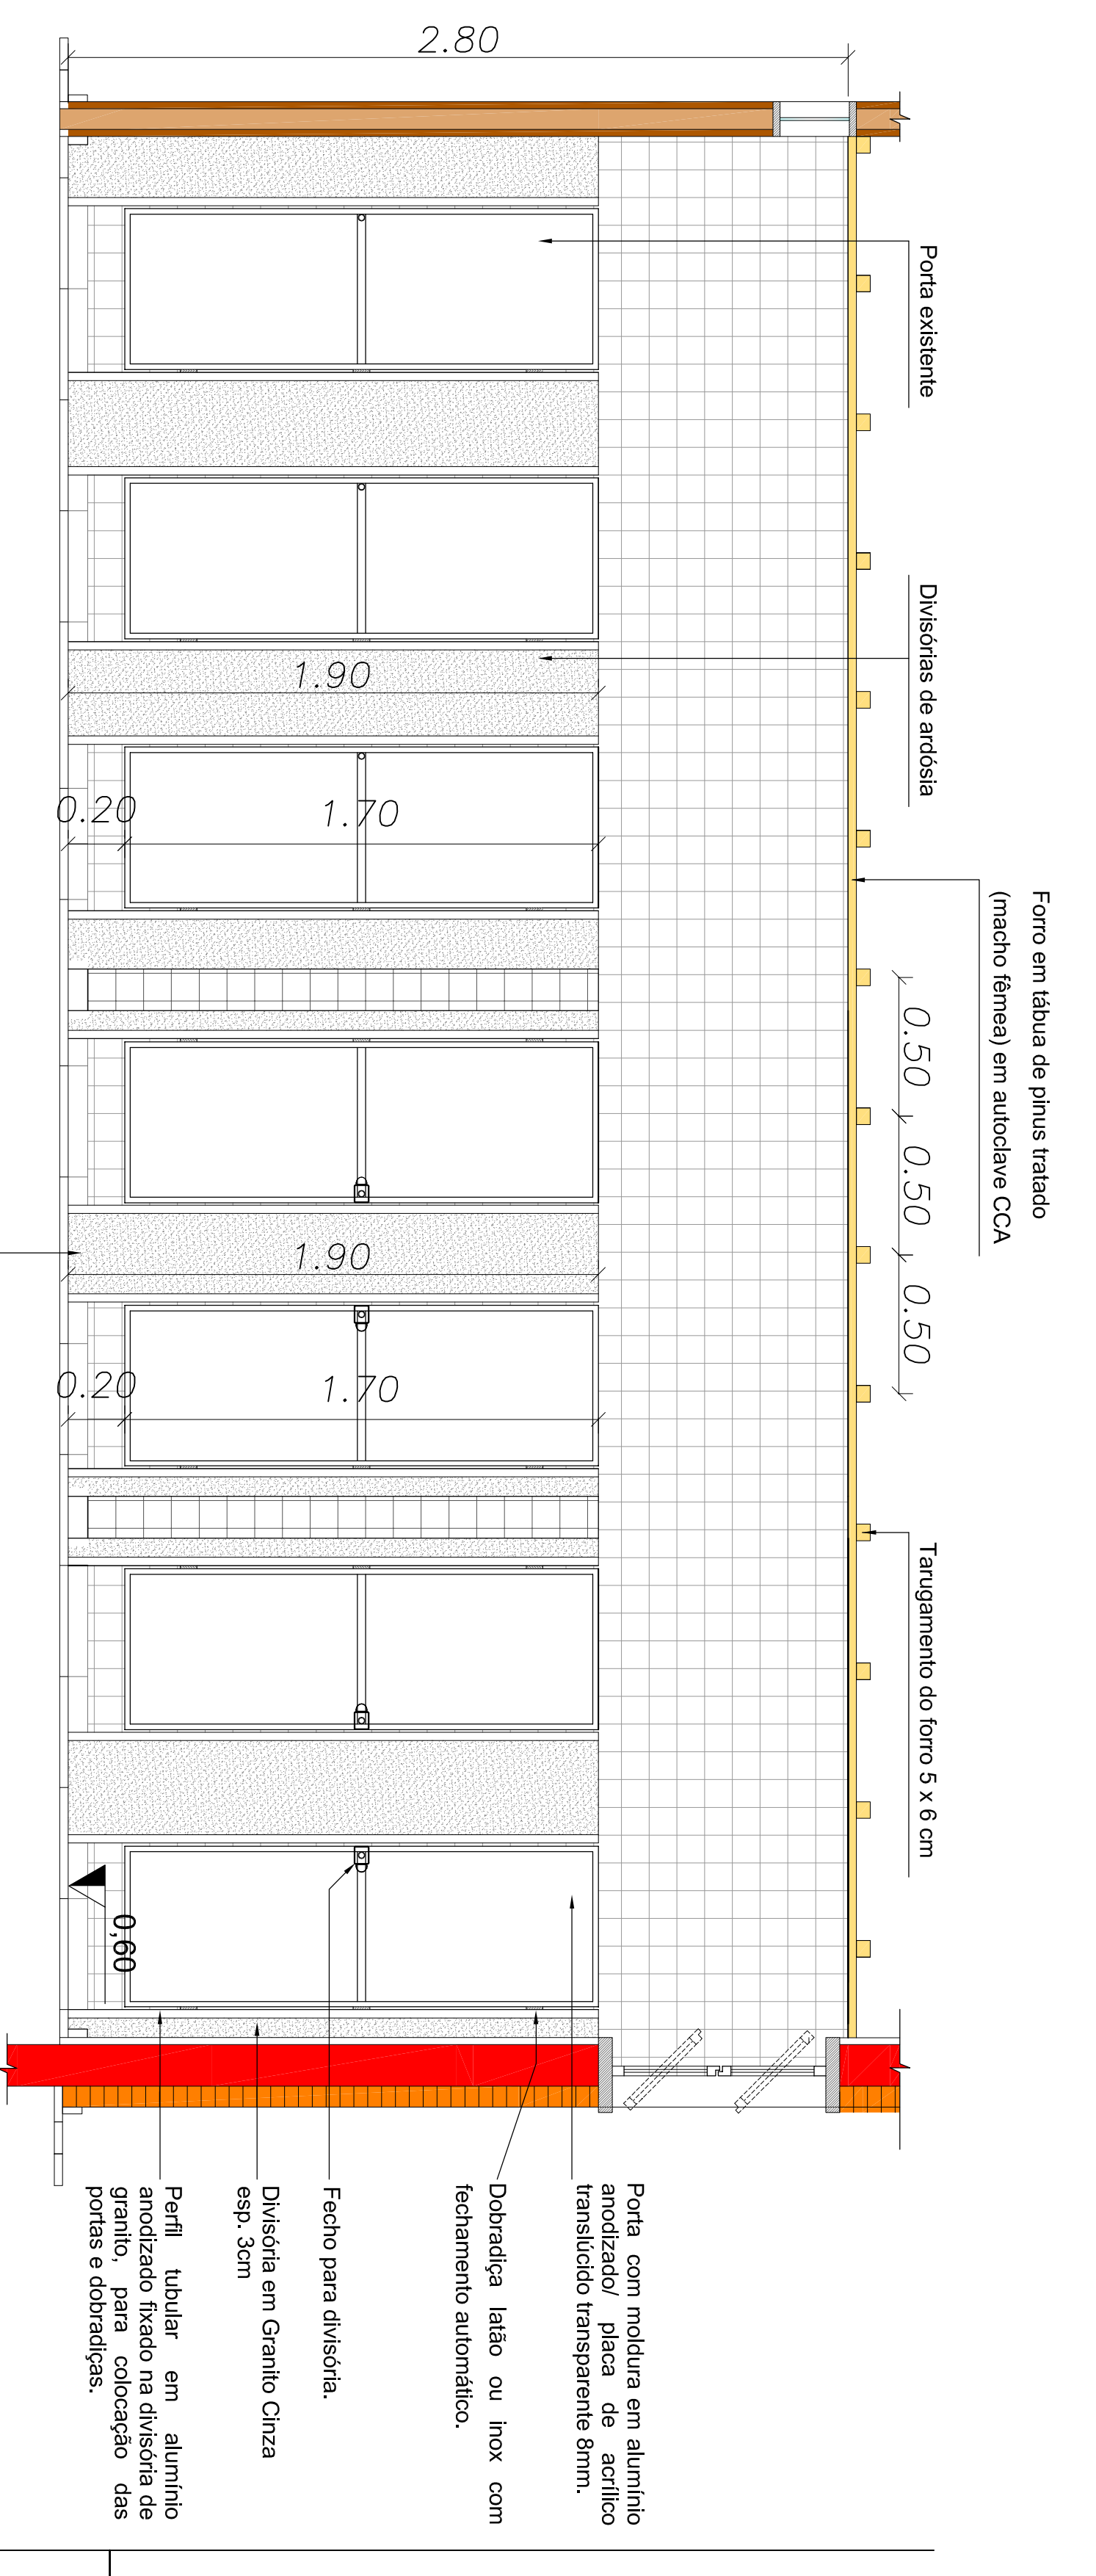 Forro em tábua de pinus tratado
(macho fêmea) em autoclave CCA
Porta existente
Divisórias de ardósia
Tarugamento do forro 5 x 6 cm
0.50
0.50
0.50
2.80
1.90
1.70
0.20
1.90
1.70
0.20
0,60
Porta com moldura em alumínio
anodizado/ placa de acrílico
translúcido transparente 8mm.
Dobradiça latão ou inox com
fechamento automático.
Fecho para divisória.
Divisória em Granito Cinza
esp. 3cm
Perfil tubular em alumínio
anodizado fixado na divisória de
granito, para colocação das
portas e dobradiças.